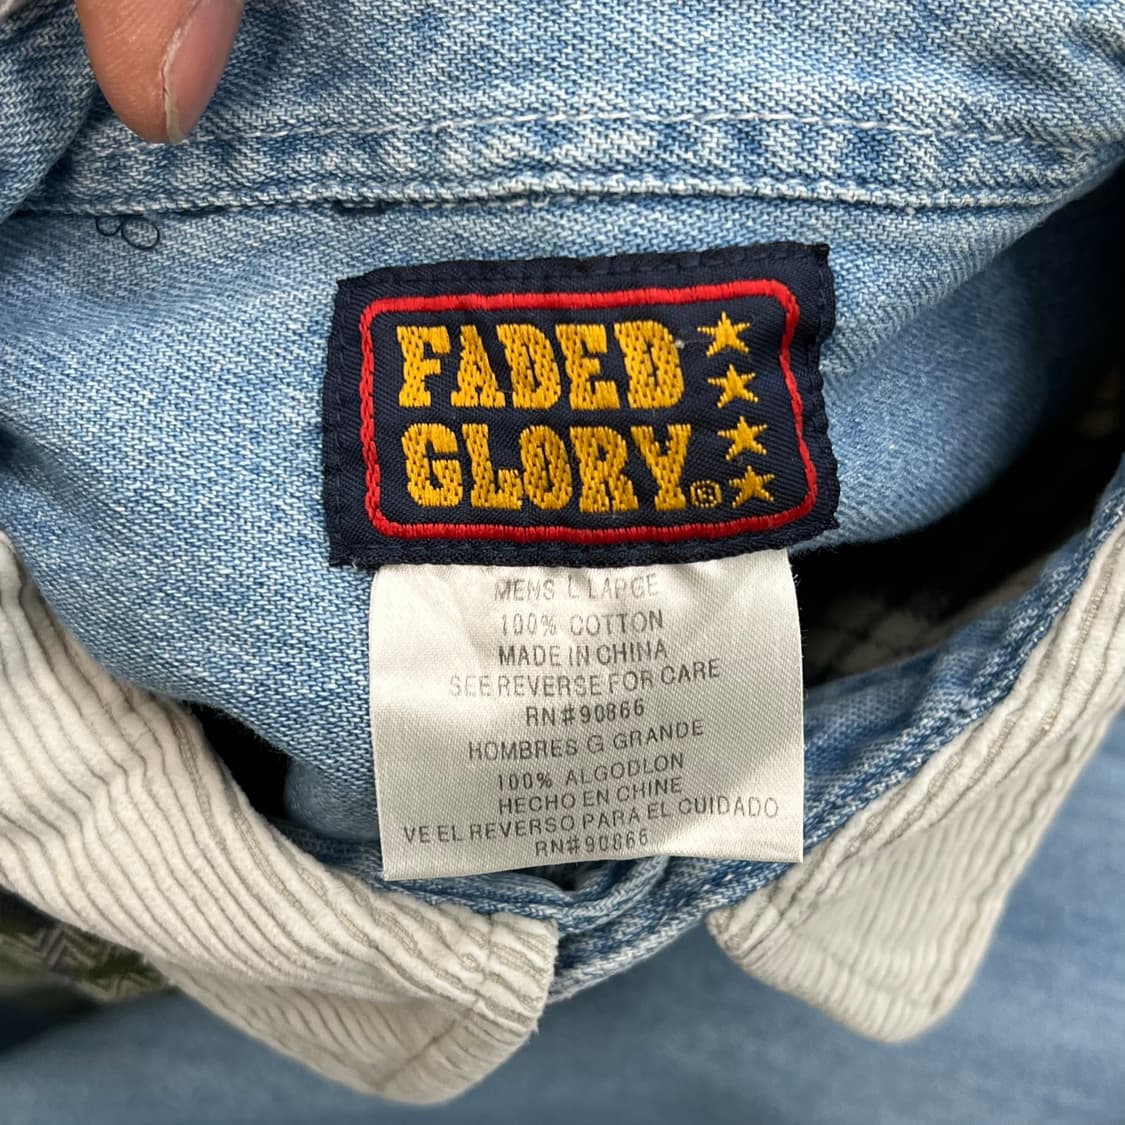 FADED
GLORY®
MENS L LARGE
100% COTTON
MADE IN CHINA
SEE REVERSE FOR CARE
RN#90866
HOMBRES G GRANDE
100% ALGODLON
HECHO EN CHINE
VE EL REVERSO PARA EL CUIDADO
RN#90866